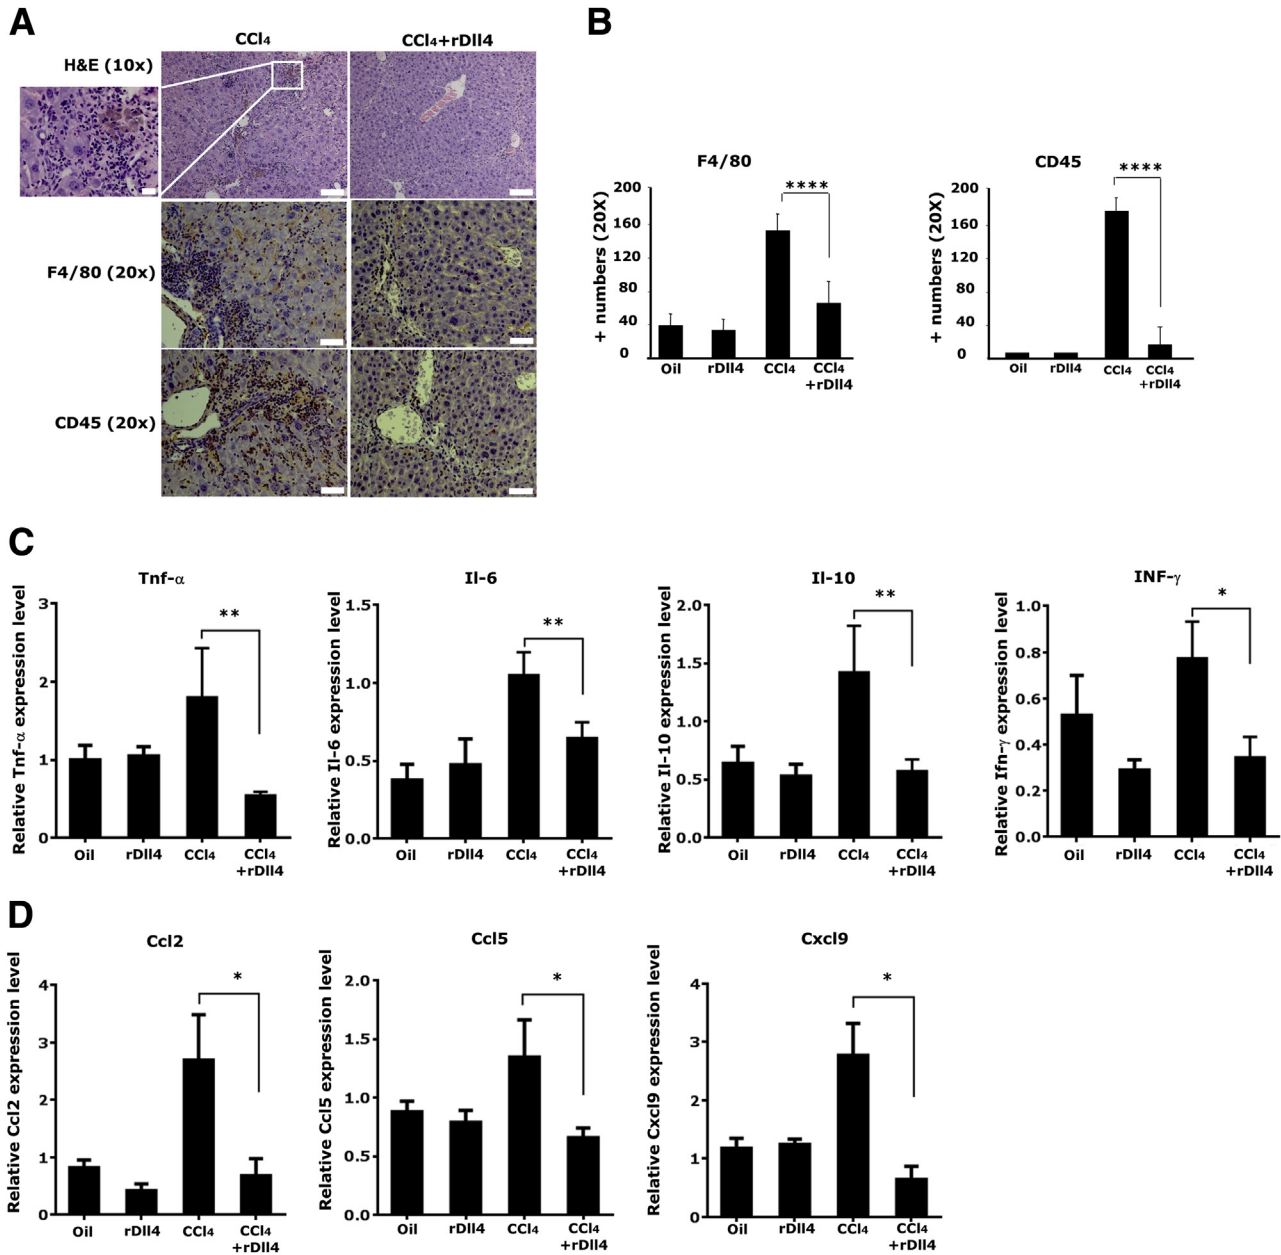 A
CCl₄
CCl₄+rDll4
H&E (10x)
F4/80 (20x)
CD45 (20x)
B
F4/80
+ numbers (20X)
200
160
120
80
40
0
****
Oil
rDll4
CCl₄
CCl₄
+rDll4
CD45
+ numbers (20X)
200
160
120
80
40
0
****
Oil
rDll4
CCl₄
CCl₄
+rDll4
C
Tnf-α
Relative Tnf-α expression level
3
2
1
0
**
Oil
rDll4
CCl₄
CCl₄
+rDll4
Il-6
Relative Il-6 expression level
1.5
1.0
0.5
0.0
**
Oil
rDll4
CCl₄
CCl₄
+rDll4
Il-10
Relative Il-10 expression level
2.0
1.5
1.0
0.5
0.0
**
Oil
rDll4
CCl₄
CCl₄
+rDll4
INF-γ
Relative Ifn-γ expression level
1.0
0.8
0.6
0.4
0.2
0.0
*
Oil
rDll4
CCl₄
CCl₄
+rDll4
D
Ccl2
Relative Ccl2 expression level
4
3
2
1
0
*
Oil
rDll4
CCl₄
CCl₄
+rDll4
Ccl5
Relative Ccl5 expression level
2.0
1.5
1.0
0.5
0.0
*
Oil
rDll4
CCl₄
CCl₄
+rDll4
Cxcl9
Relative Cxcl9 expression level
4
3
2
1
0
*
Oil
rDll4
CCl₄
CCl₄
+rDll4